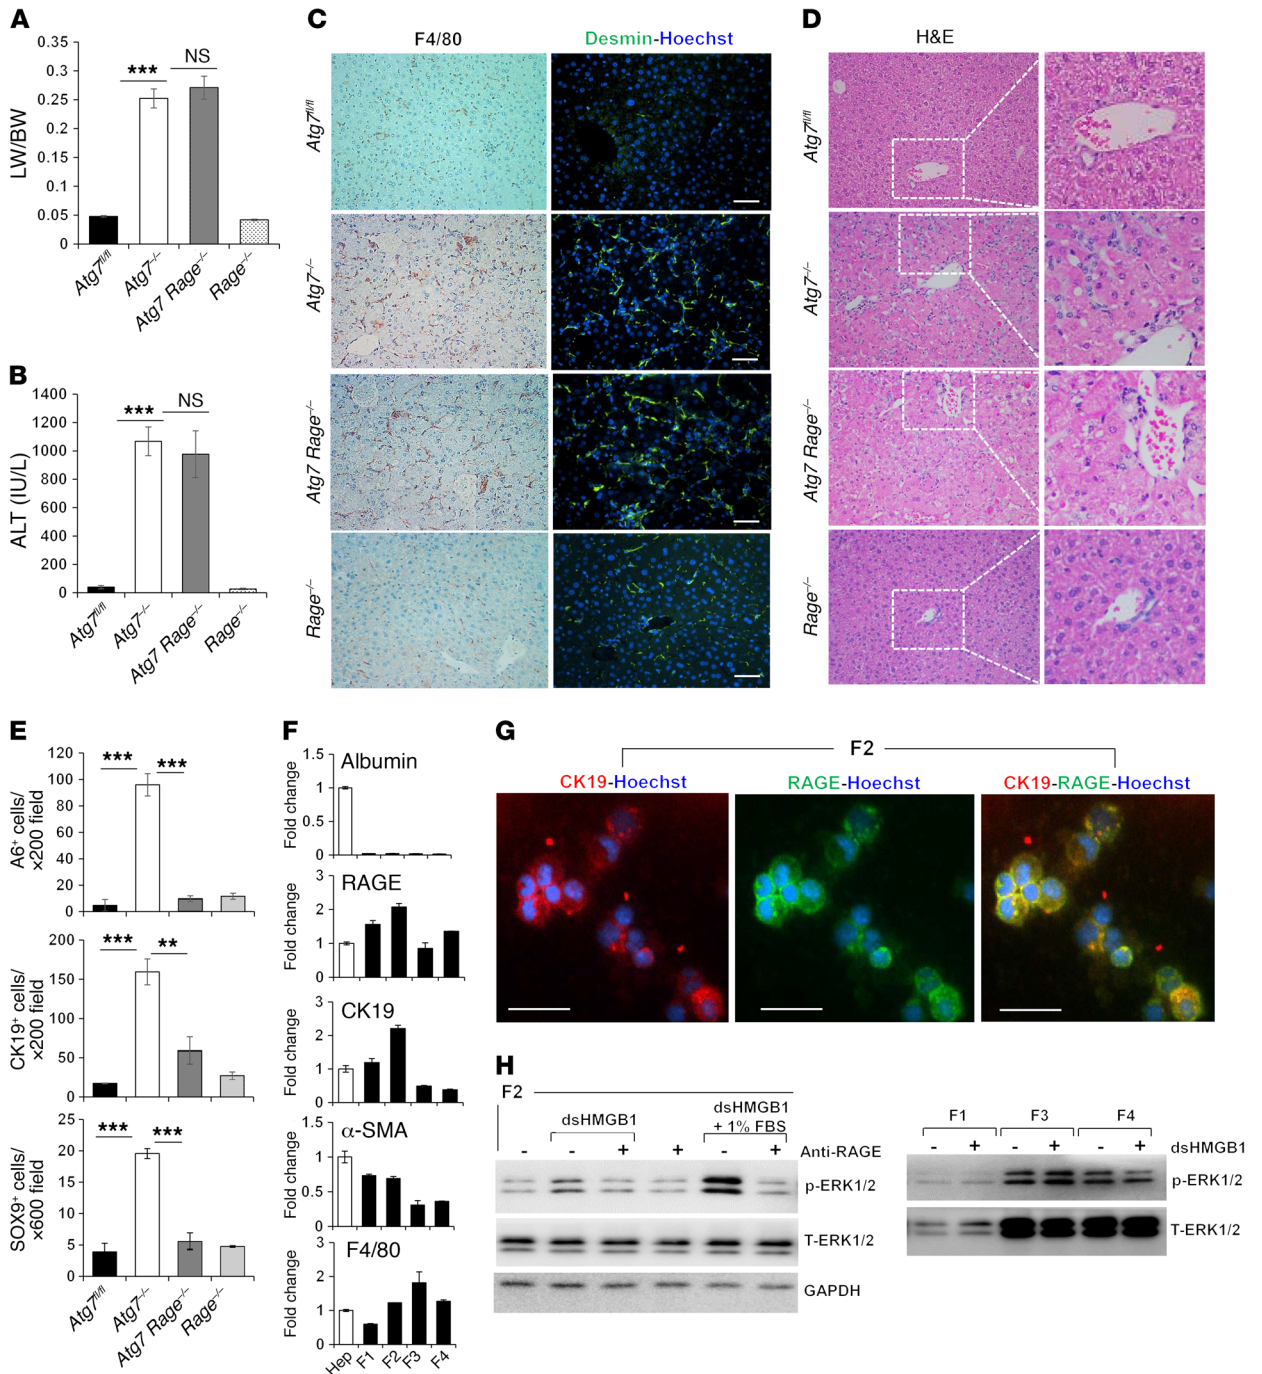 A
LW/BW
0.35
0.3
0.25
0.2
0.15
0.1
0.05
0
***
NS
Atg7fl/fl
Atg7–/–
Atg7 Rage–/–
Rage–/–
B
ALT (IU/L)
1400
1200
1000
800
600
400
200
0
***
NS
Atg7fl/fl
Atg7–/–
Atg7 Rage–/–
Rage–/–
C
F4/80
Desmin-Hoechst
Atg7fl/fl
Atg7–/–
Atg7 Rage–/–
Rage–/–
D
H&E
Atg7fl/fl
Atg7–/–
Atg7 Rage–/–
Rage–/–
E
A6+ cells/
×200 field
120
100
80
60
40
20
0
***
***
CK19+ cells/
×200 field
200
150
100
50
0
***
**
SOX9+ cells/
×600 field
25
20
15
10
5
0
***
***
Atg7fl/fl
Atg7–/–
Atg7 Rage–/–
Rage–/–
F
Albumin
Fold change
1.5
1
0.5
0
RAGE
Fold change
3
2
1
0
CK19
Fold change
3
2
1
0
α-SMA
Fold change
1.5
1
0.5
0
F4/80
Fold change
3
2
1
0
Hep
F1
F2
F3
F4
G
F2
CK19-Hoechst
RAGE-Hoechst
CK19-RAGE-Hoechst
H
F2
dsHMGB1
dsHMGB1
+ 1% FBS
- - + + - + Anti-RAGE
p-ERK1/2
T-ERK1/2
GAPDH
F1 F3 F4
- + - + - + dsHMGB1
p-ERK1/2
T-ERK1/2